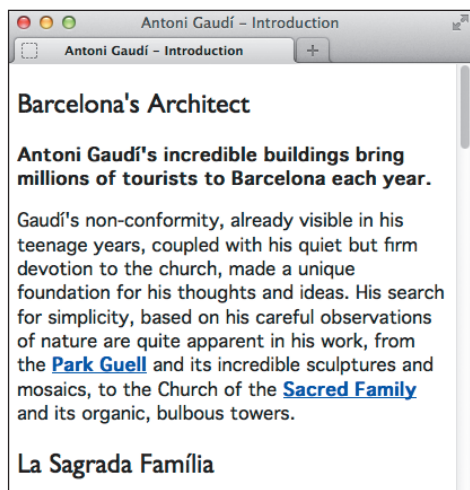 Antoni Gaudí – Introduction
Antoni Gaudí – Introduction
Barcelona's Architect
Antoni Gaudí's incredible buildings bring
millions of tourists to Barcelona each year.
Gaudí's non-conformity, already visible in his
teenage years, coupled with his quiet but firm
devotion to the church, made a unique
foundation for his thoughts and ideas. His search
for simplicity, based on his careful observations
of nature are quite apparent in his work, from
the Park Guell and its incredible sculptures and
mosaics, to the Church of the Sacred Family
and its organic, bulbous towers.
La Sagrada Família